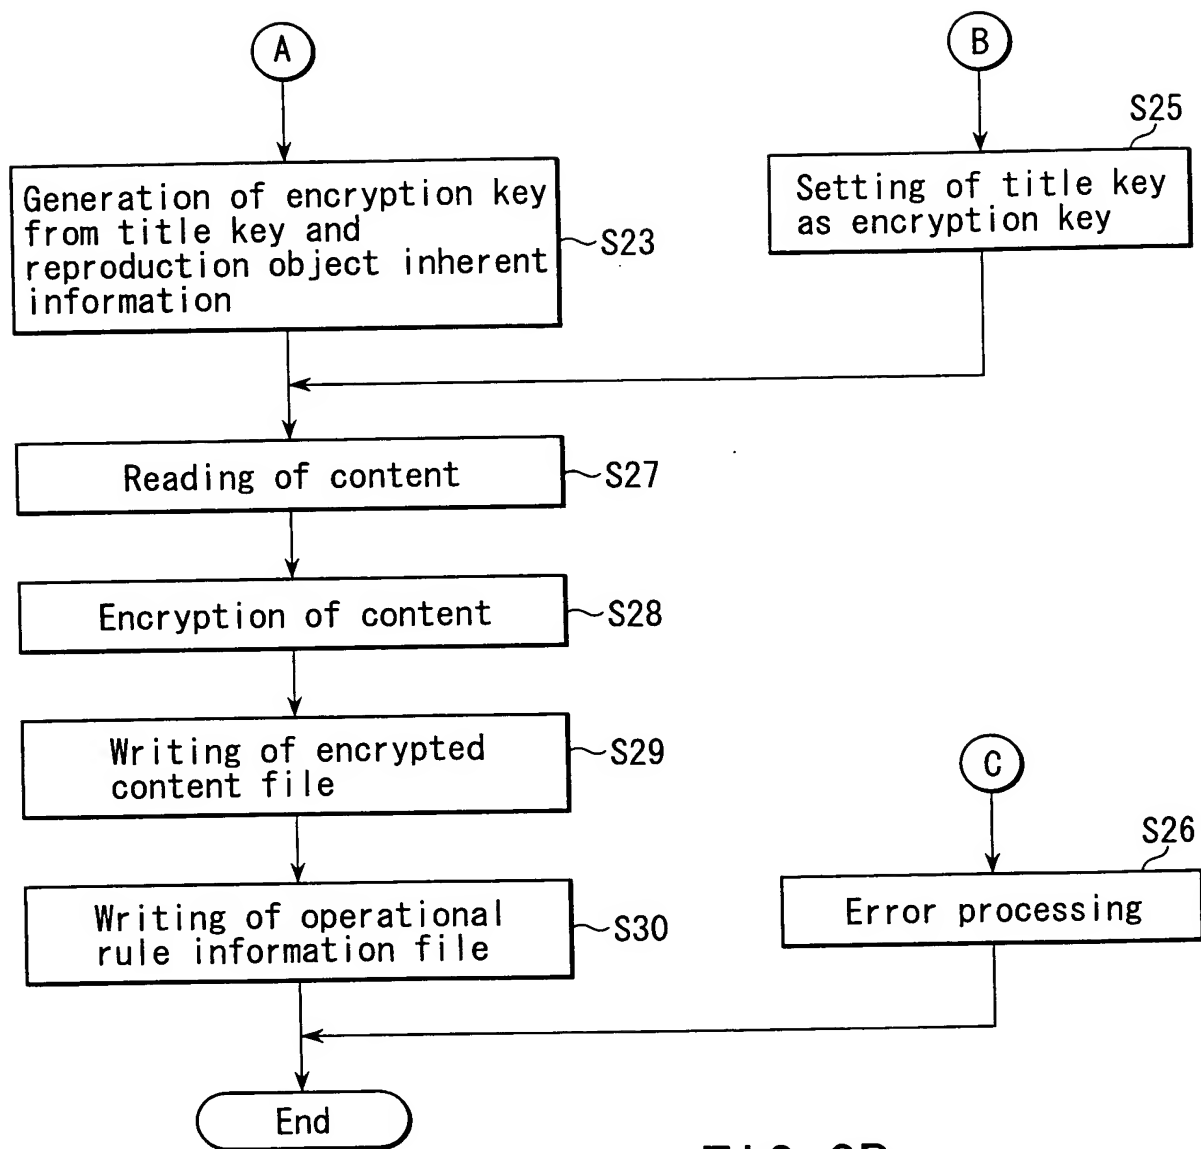 A
B
S25
Generation of encryption key
from title key and
reproduction object inherent
information
S23
Setting of title key
as encryption key
Reading of content
S27
Encryption of content
S28
Writing of encrypted
content file
S29
C
S26
Writing of operational
rule information file
S30
Error processing
End